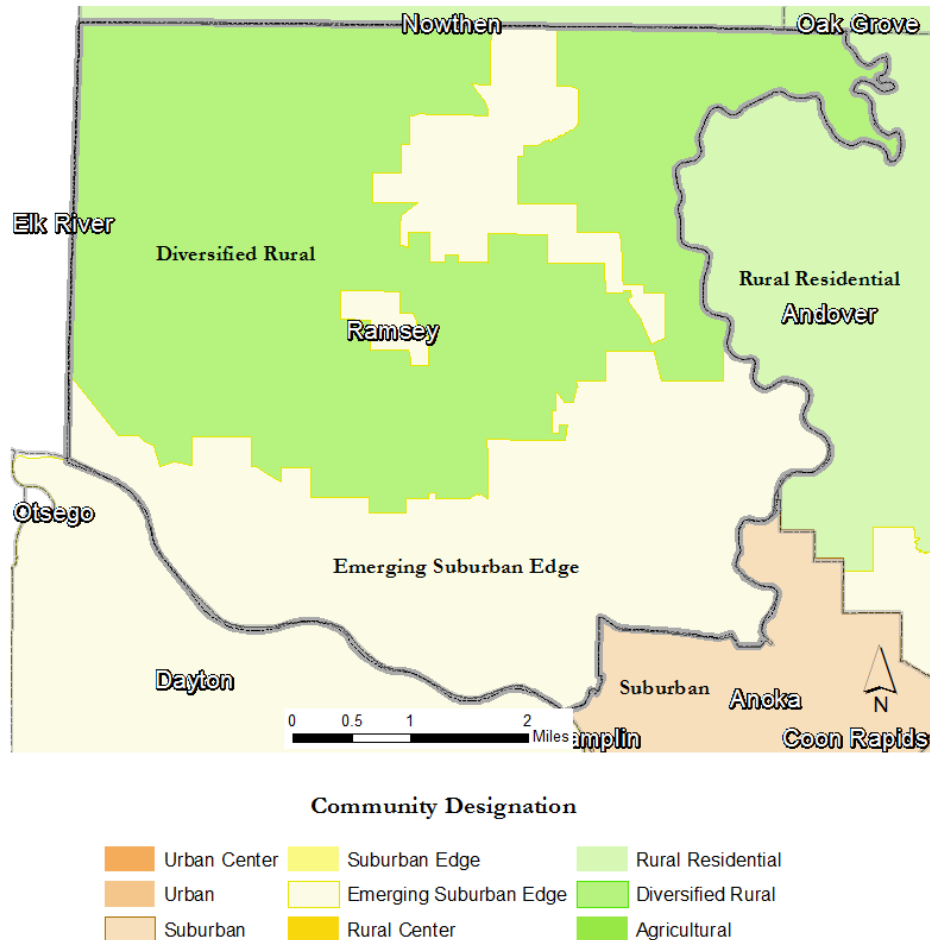 Nowthen
Oak Grove
Elk River
Diversified Rural
Rural Residential
Andover
Ramsey
Otsego
Emerging Suburban Edge
Dayton
Suburban
Anoka
N
0 0.5 1 2
Miles
amplin
Coon Rapids
Community Designation
Urban Center
Suburban Edge
Rural Residential
Urban
Emerging Suburban Edge
Diversified Rural
Suburban
Rural Center
Agricultural